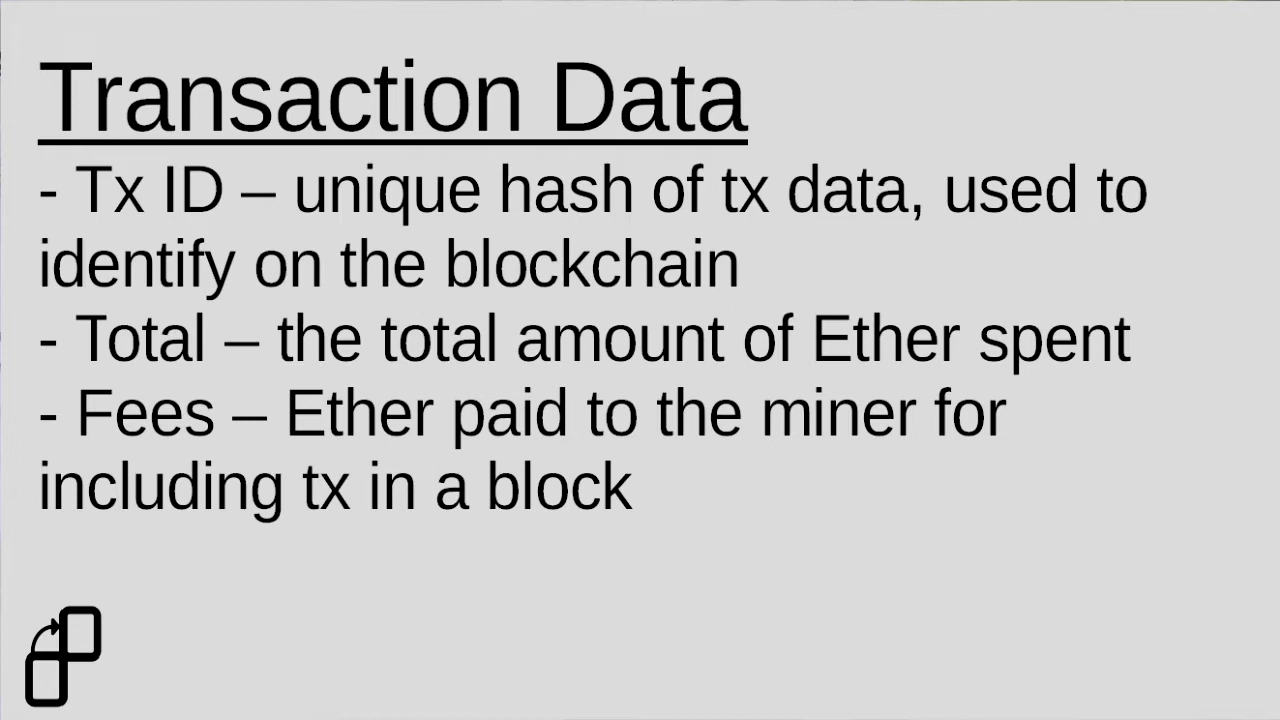 Transaction Data
- Tx ID – unique hash of tx data, used to
identify on the blockchain
- Total – the total amount of Ether spent
- Fees – Ether paid to the miner for
including tx in a block